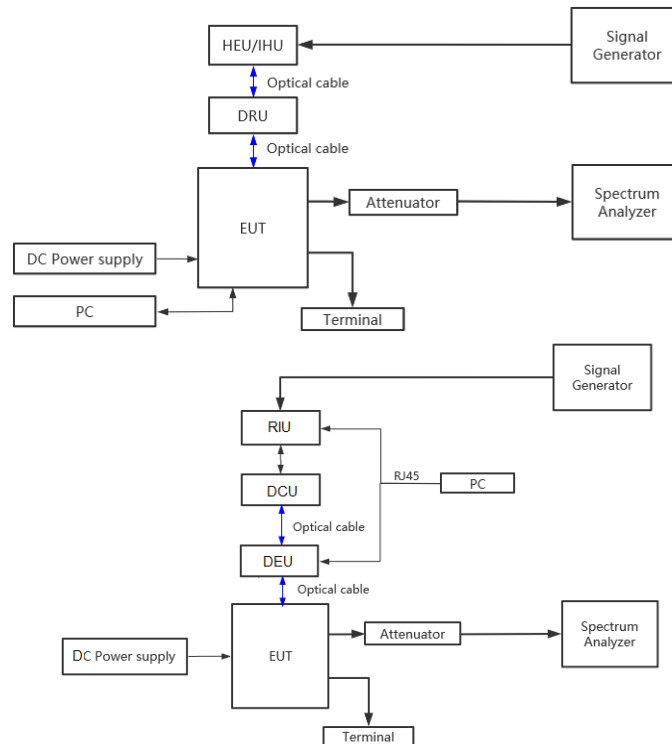 Signal
Generator
HEU/IHU
Optical cable
DRU
Optical cable
EUT
Attenuator
Spectrum
Analyzer
DC Power supply
PC
Terminal
Signal
Generator
RIU
RJ45
PC
DCU
Optical cable
DEU
Optical cable
EUT
Attenuator
Spectrum
Analyzer
DC Power supply
Terminal